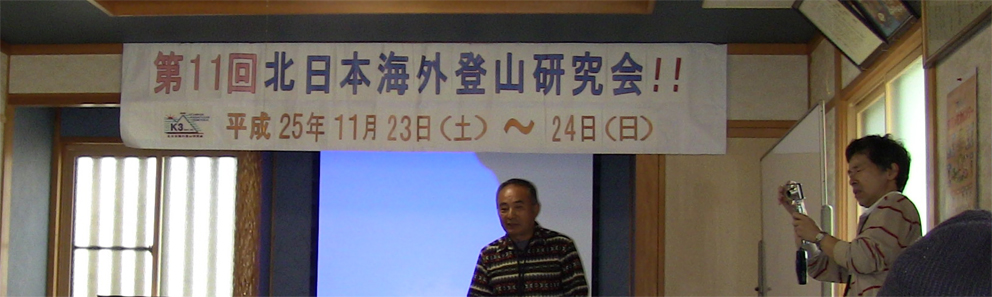 第11回北日本海外登山研究会!!
K3
平成25年11月23日(土)〜24日(日)